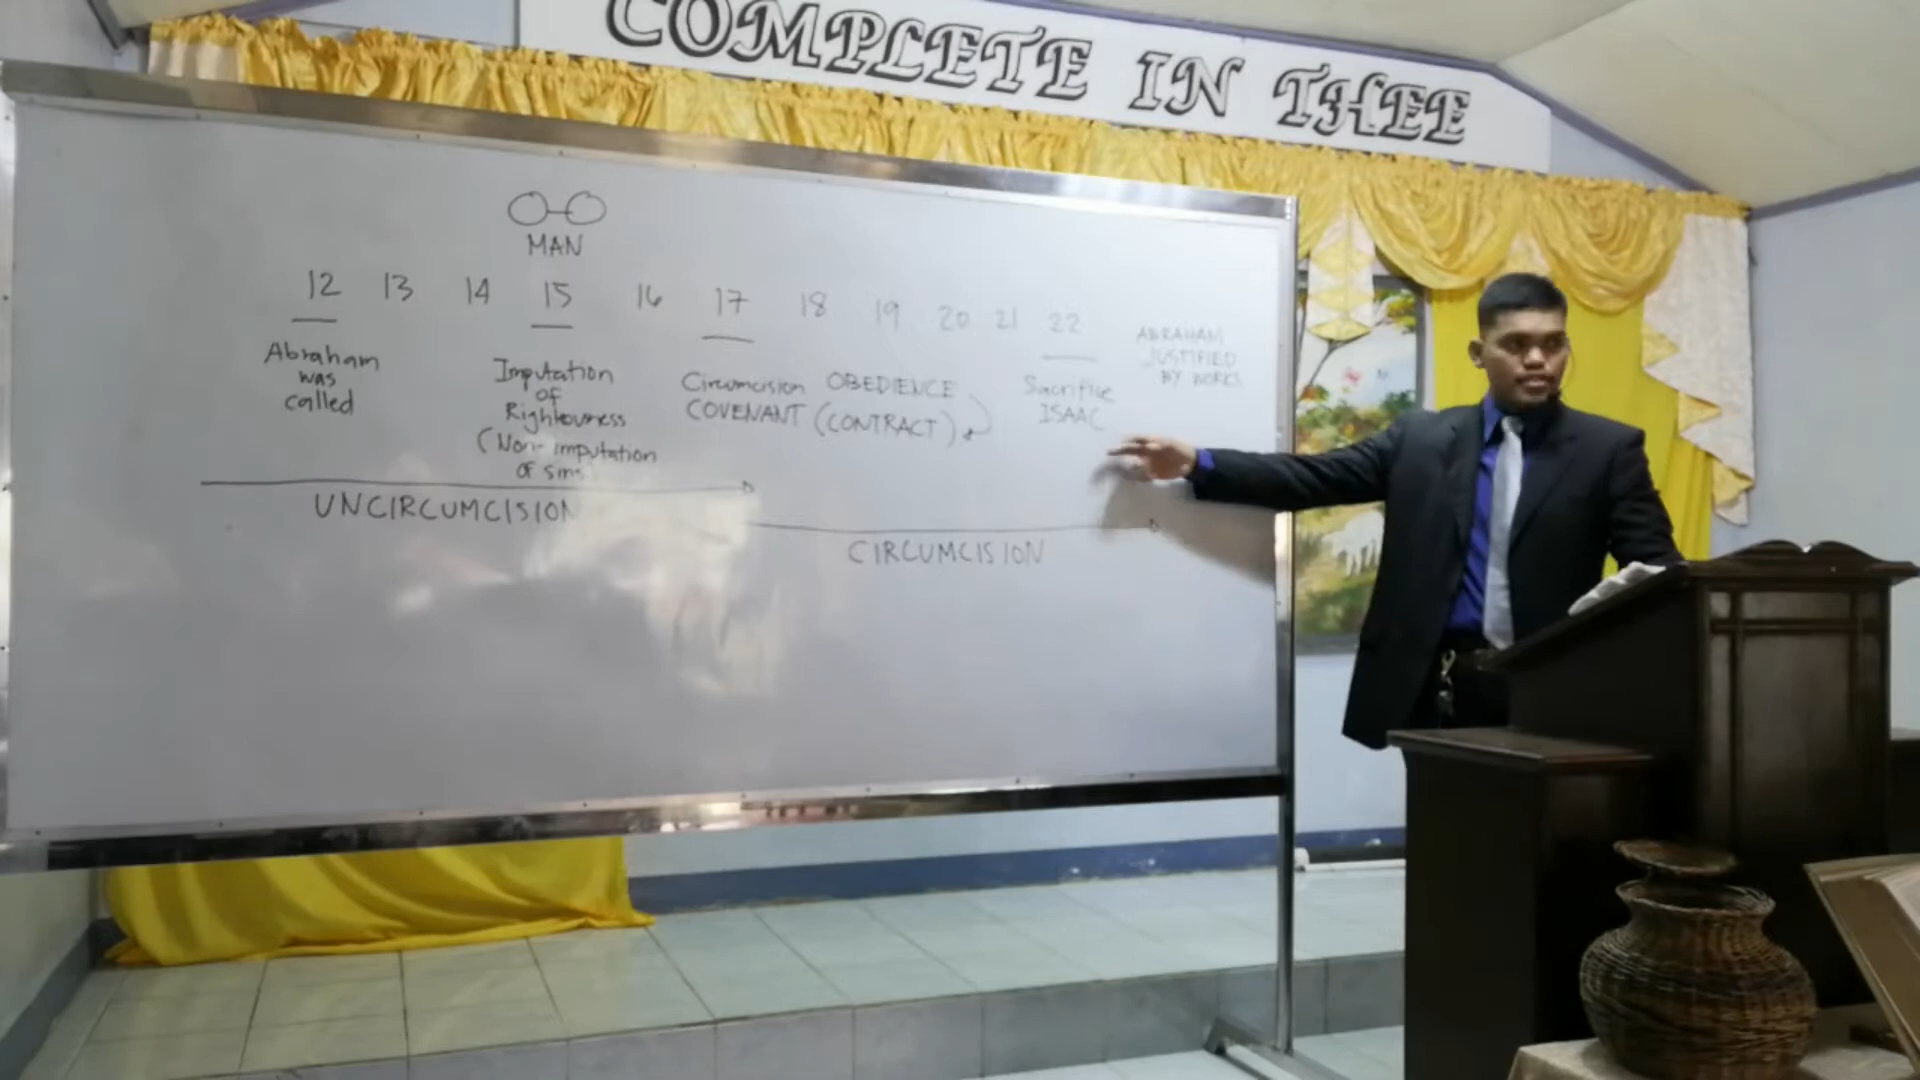 COMPLETE IN THEE
MAN
12 13 14 15 16 17 18 19 20 21 22
Abraham
was
called
Imputation
of
Righteousness
(Non-imputation
of sins)
Circumcision OBEDIENCE
COVENANT (CONTRACT)
Sacrifice
ISAAC
ABRAHAM
JUSTIFIED
BY WORKS
UNCIRCUMCISION
CIRCUMCISION